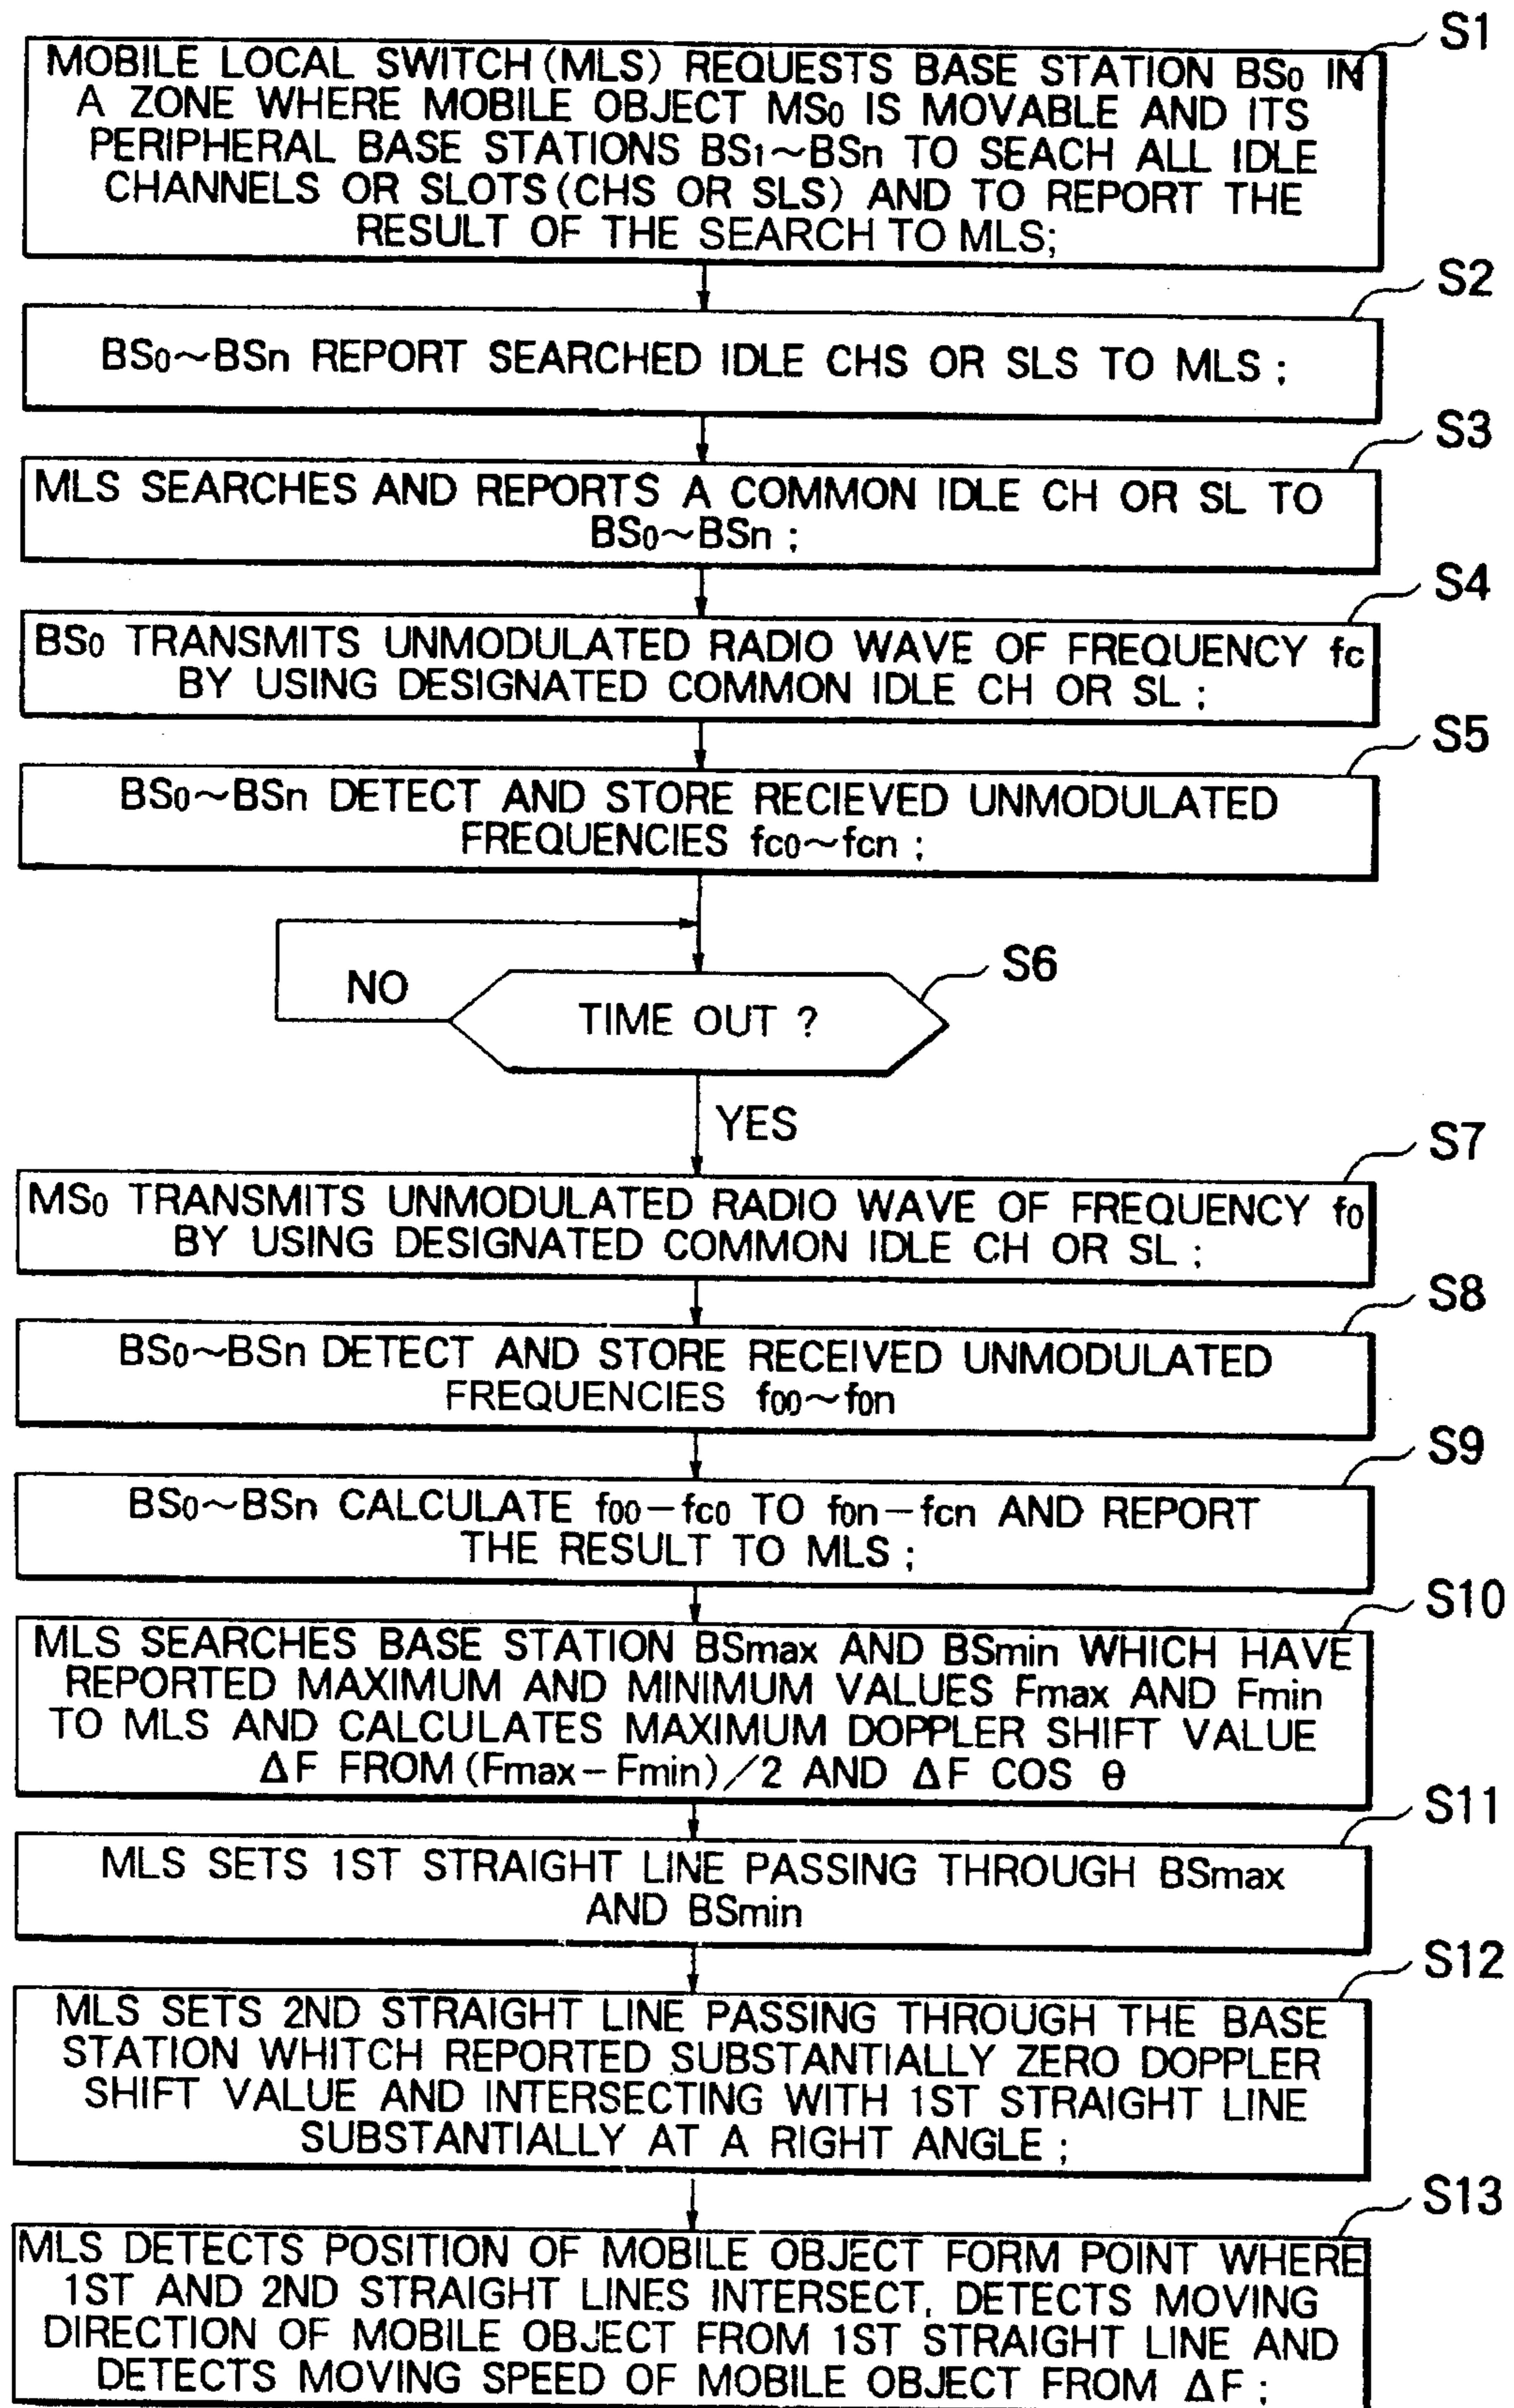 S1
MOBILE LOCAL SWITCH (MLS) REQUESTS BASE STATION BS0 IN
A ZONE WHERE MOBILE OBJECT MS0 IS MOVABLE AND ITS
PERIPHERAL BASE STATIONS BS1~BSn TO SEACH ALL IDLE
CHANNELS OR SLOTS (CHS OR SLS) AND TO REPORT THE
RESULT OF THE SEARCH TO MLS;
S2
BS0~BSn REPORT SEARCHED IDLE CHS OR SLS TO MLS ;
S3
MLS SEARCHES AND REPORTS A COMMON IDLE CH OR SL TO
BS0~BSn ;
S4
BS0 TRANSMITS UNMODULATED RADIO WAVE OF FREQUENCY fc
BY USING DESIGNATED COMMON IDLE CH OR SL ;
S5
BS0~BSn DETECT AND STORE RECIEVED UNMODULATED
FREQUENCIES fc0~fcn ;
S6
NO
TIME OUT ?
YES
S7
MS0 TRANSMITS UNMODULATED RADIO WAVE OF FREQUENCY f0
BY USING DESIGNATED COMMON IDLE CH OR SL ;
S8
BS0~BSn DETECT AND STORE RECEIVED UNMODULATED
FREQUENCIES f00~f0n
S9
BS0~BSn CALCULATE f00-fc0 TO f0n-fcn AND REPORT
THE RESULT TO MLS ;
S10
MLS SEARCHES BASE STATION BSmax AND BSmin WHICH HAVE
REPORTED MAXIMUM AND MINIMUM VALUES Fmax AND Fmin
TO MLS AND CALCULATES MAXIMUM DOPPLER SHIFT VALUE
ΔF FROM (Fmax-Fmin)/2 AND ΔF COS θ
S11
MLS SETS 1ST STRAIGHT LINE PASSING THROUGH BSmax
AND BSmin
S12
MLS SETS 2ND STRAIGHT LINE PASSING THROUGH THE BASE
STATION WHITCH REPORTED SUBSTANTIALLY ZERO DOPPLER
SHIFT VALUE AND INTERSECTING WITH 1ST STRAIGHT LINE
SUBSTANTIALLY AT A RIGHT ANGLE ;
S13
MLS DETECTS POSITION OF MOBILE OBJECT FORM POINT WHERE
1ST AND 2ND STRAIGHT LINES INTERSECT, DETECTS MOVING
DIRECTION OF MOBILE OBJECT FROM 1ST STRAIGHT LINE AND
DETECTS MOVING SPEED OF MOBILE OBJECT FROM ΔF ;